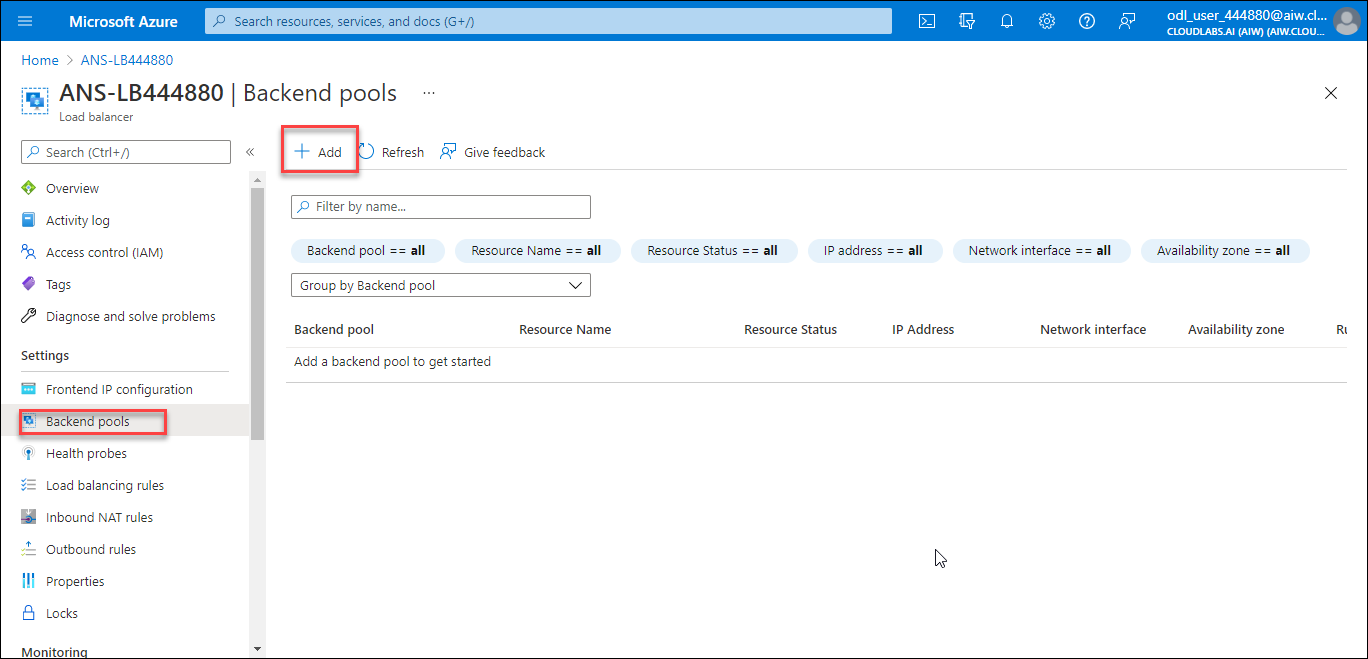 Microsoft Azure
Search resources, services, and docs (G+/)
odl_user_444880@aiw.cl...
CLOUDLABS.AI (AIW) (AIW.CLOU...
Home > ANS-LB444880
ANS-LB444880 | Backend pools ...
Load balancer
Search (Ctrl+/)
«
Add
Refresh
Give feedback
Overview
Activity log
Access control (IAM)
Tags
Diagnose and solve problems
Settings
Frontend IP configuration
Backend pools
Health probes
Load balancing rules
Inbound NAT rules
Outbound rules
Properties
Locks
Monitoring
Filter by name...
Backend pool == all
Resource Name == all
Resource Status == all
IP address == all
Network interface == all
Availability zone == all
Group by Backend pool
Backend pool Resource Name Resource Status IP Address Network interface Availability zone
Add a backend pool to get started